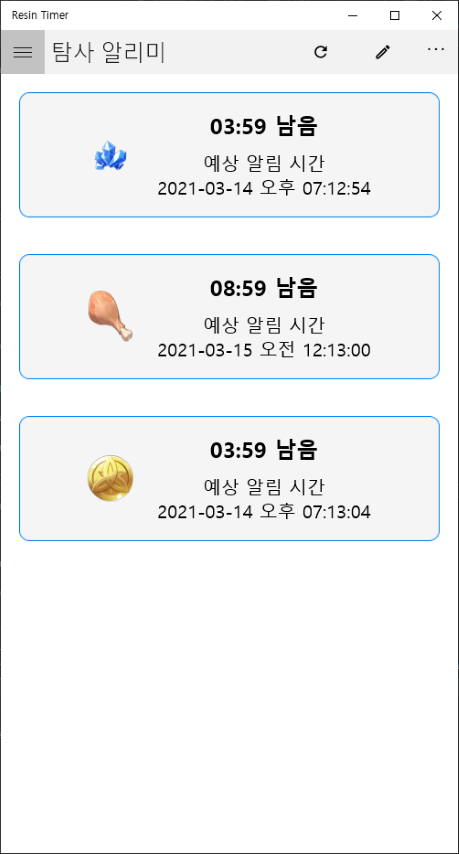 Resin Timer
탐사 알리미
03:59 남음
예상 알림 시간
2021-03-14 오후 07:12:54
08:59 남음
예상 알림 시간
2021-03-15 오전 12:13:00
03:59 남음
예상 알림 시간
2021-03-14 오후 07:13:04